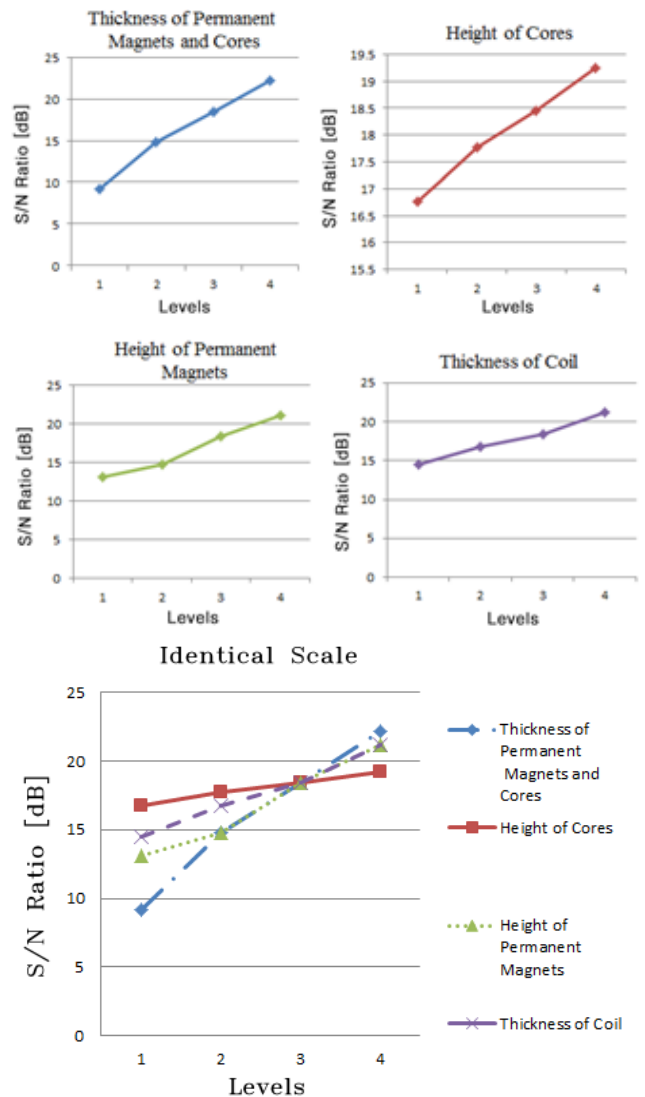 Thickness of Permanent
Magnets and Cores
25
20
15
10
5
0
S/N Ratio [dB]
1 2 3 4
Levels
Height of Cores
19.5
19
18.5
18
17.5
17
16.5
16
15.5
S/N Ratio [dB]
1 2 3 4
Levels
Height of Permanent
Magnets
25
20
15
10
5
0
S/N Ratio [dB]
1 2 3 4
Levels
Thickness of Coil
25
20
15
10
5
0
S/N Ratio [dB]
1 2 3 4
Levels
Identical Scale
25
20
15
10
5
0
S/N Ratio [dB]
1 2 3 4
Levels
Thickness of
Permanent
Magnets and
Cores
Height of Cores
Height of
Permanent
Magnets
Thickness of Coil